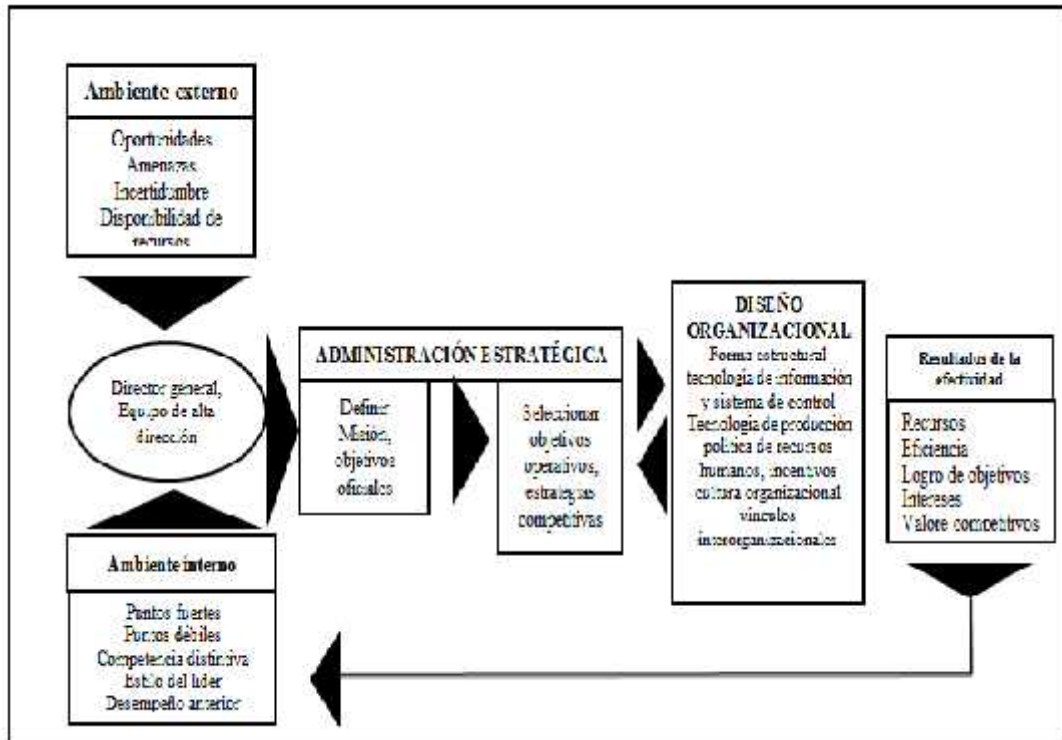 Ambiente externo
Oportunidades
Amenazas
Incertidumbre
Disponibilidad de
recursos
Director general,
Equipo de alta
dirección
Ambiente interno
Puntos fuertes
Puntos débiles
Competencia distintiva
Estilo del líder
Desempeño anterior
ADMINISTRACIÓN ESTRATÉGICA
Definir
Misión,
objetivos
oficiales
Seleccionar
objetivos
operativos,
estrategias
competitivas
DISEÑO
ORGANIZACIONAL
Forma estructural
tecnología de información
y sistema de control
Tecnología de producción
política de recursos
humanos, incentivos
cultura organizacional
vínculos
interorganizacionales
Resultados de la
efectividad
Recursos
Eficiencia
Logro de objetivos
Intereses
Valore competitivos